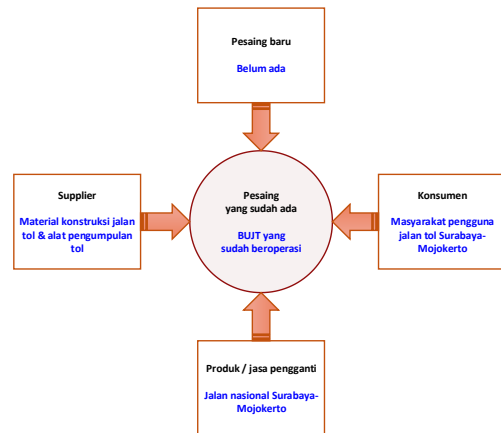 Pesaing baru
Belum ada
Supplier
Material konstruksi jalan
tol & alat pengumpulan
tol
Pesaing
yang sudah ada
BUJT yang
sudah beroperasi
Konsumen
Masyarakat pengguna
jalan tol Surabaya-
Mojokerto
Produk / jasa pengganti
Jalan nasional Surabaya-
Mojokerto